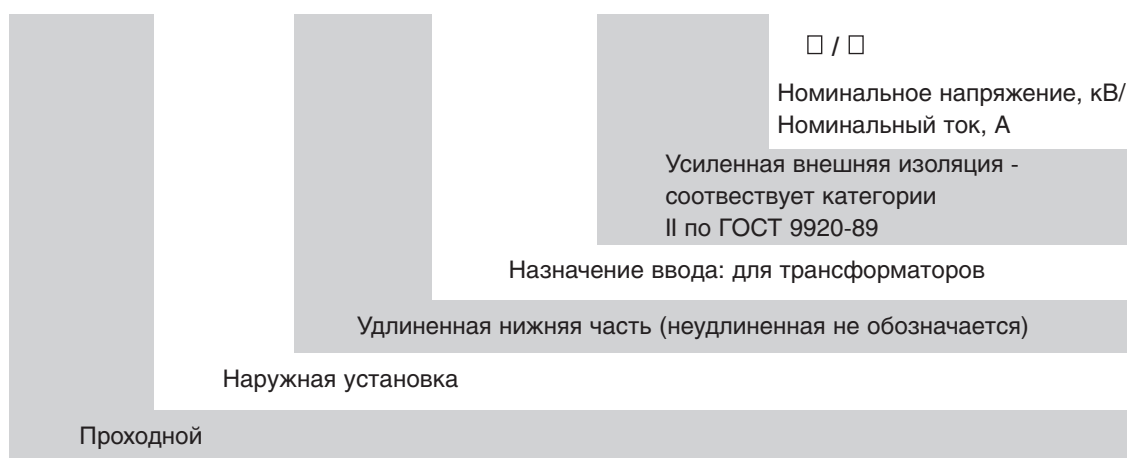 □ / □
Номинальное напряжение, кВ/
Номинальный ток, А
Усиленная внешняя изоляция -
соотвествует категории
II по ГОСТ 9920-89
Назначение ввода: для трансформаторов
Удлиненная нижняя часть (неудлиненная не обозначается)
Наружная установка
Проходной